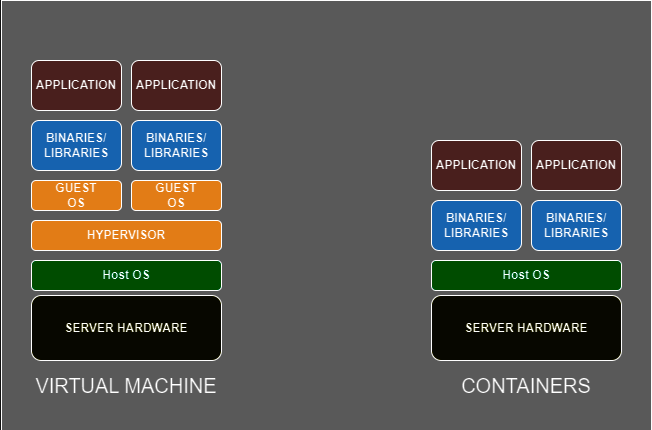 APPLICATION
APPLICATION
BINARIES/
LIBRARIES
BINARIES/
LIBRARIES
GUEST
OS
GUEST
OS
HYPERVISOR
Host OS
SERVER HARDWARE
VIRTUAL MACHINE
APPLICATION
APPLICATION
BINARIES/
LIBRARIES
BINARIES/
LIBRARIES
Host OS
SERVER HARDWARE
CONTAINERS